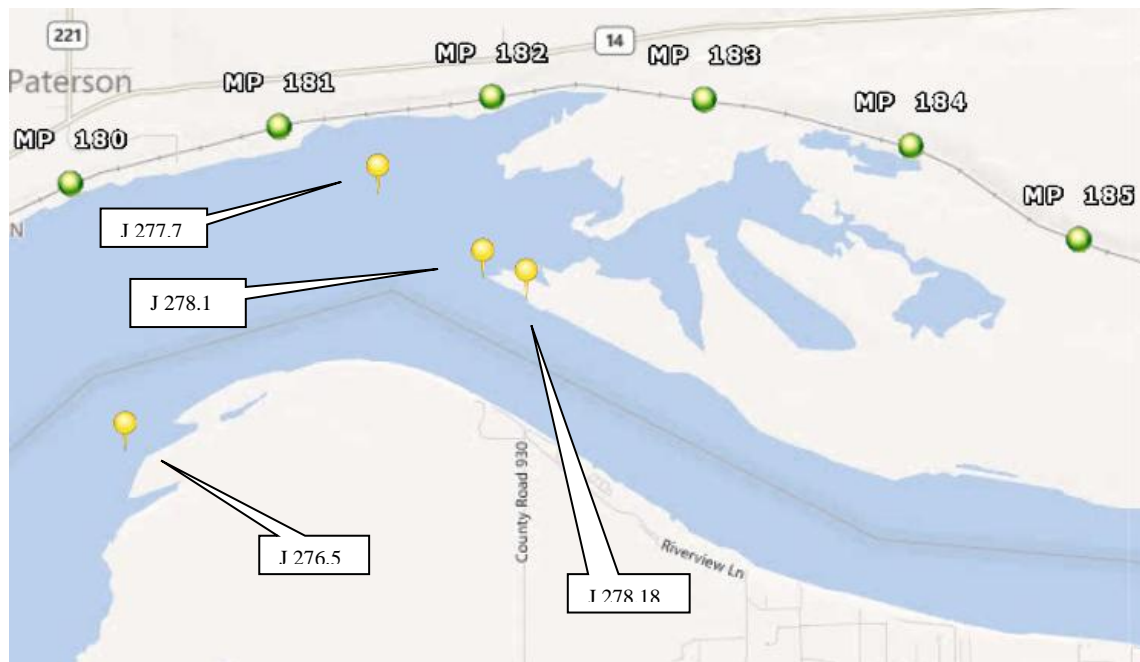 221
14
MP 182
MP 183
Paterson
MP 181
MP 184
MP 180
MP 185
N
J 277.7
J 278.1
J 276.5
County Road 930
Riverview Ln
J 278.18